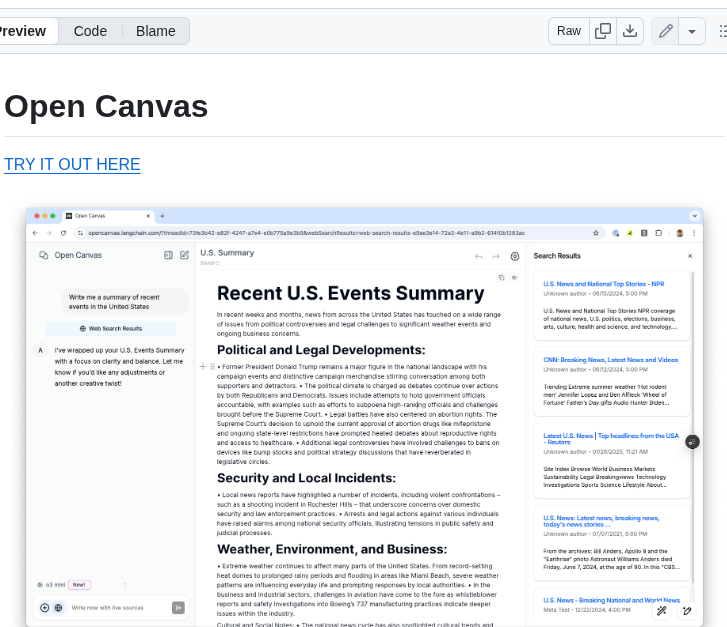 Preview Code Blame Raw
Open Canvas
TRY IT OUT HERE
Open Canvas
Open Canvas
Write me a summary of recent
events in the United States
Web Search Results
A
I've wrapped up your U.S. Events Summary
with a focus on clarity and balance. Let me
know if you'd like any adjustments or
another creative twist!
o3 mini New!
Write now with live sources
U.S. Summary
Saved
Recent U.S. Events Summary
In recent weeks and months, news from across the United States has touched on a wide range
of issues from political controversies and legal challenges to significant weather events and
ongoing business concerns.
Political and Legal Developments:
• Former President Donald Trump remains a major figure in the national landscape with his
campaign events and distinctive campaign merchandise stirring conversation among both
supporters and detractors. • The political climate is charged as debates continue over actions
by both Republicans and Democrats. Issues include attempts to hold government officials
accountable, with examples such as efforts to subpoena high-ranking officials and challenges
brought before the Supreme Court. • Legal battles have also centered on abortion rights. The
Supreme Court's decision to uphold the current approval of abortion drugs like mifepristone
and ongoing state-level restrictions have prompted heated debates about reproductive rights
and access to healthcare. • Additional legal controversies have involved challenges to bans on
devices like bump stocks and political strategy discussions that have reverberated in
legislative circles.
Security and Local Incidents:
• Local news reports have highlighted a number of incidents, including violent confrontations –
such as a shooting incident in Rochester Hills – that underscore concerns over domestic
security and law enforcement practices. • Arrests and legal actions against various individuals
have raised alarms among national security officials, illustrating tensions in public safety and
judicial processes.
Weather, Environment, and Business:
• Extreme weather continues to affect many parts of the United States. From record-setting
heat domes to prolonged rainy periods and flooding in areas like Miami Beach, severe weather
patterns are influencing everyday life and prompting responses by local authorities. • In the
business and industrial sectors, challenges in aviation have come to the fore as whistleblower
reports and safety investigations into Boeing's 737 manufacturing practices indicate deeper
issues within the industry.
Cultural and Social Notes: • The national news cycle has also spotlighted cultural trends and
Search Results
U.S. News and National Top Stories - NPR
Unknown author - 06/15/2024, 5:00 PM
U.S. News and National Top Stories NPR coverage
of national news, U.S. politics, elections, business,
arts, culture, health and science, and technology....
CNN: Breaking News, Latest News and Videos
Unknown author - 06/12/2024, 5:00 PM
Trending Extreme summer weather 'Hot rodent
men' Jennifer Lopez and Ben Affleck 'Wheel of
Fortune' Father's Day gifts Audio Hunter Biden...
Latest U.S. News | Top headlines from the USA
- Reuters
Unknown author - 01/26/2025, 11:21 AM
Site Index Browse World Business Markets
Sustainability Legal Breakingviews Technology
Investigations Sports Science Lifestyle About...
U.S. News: Latest news, breaking news,
today's news stories ...
Unknown author - 07/07/2021, 5:00 PM
From the archives: Bill Anders, Apollo 8 and the
"Earthrise" photo Astronaut Williams Anders died
Friday, June 7, 2024, at the age of 90. In this "CBS...
U.S. News - Breaking National and World News
Meta Test - 12/22/2024, 4:00 PM